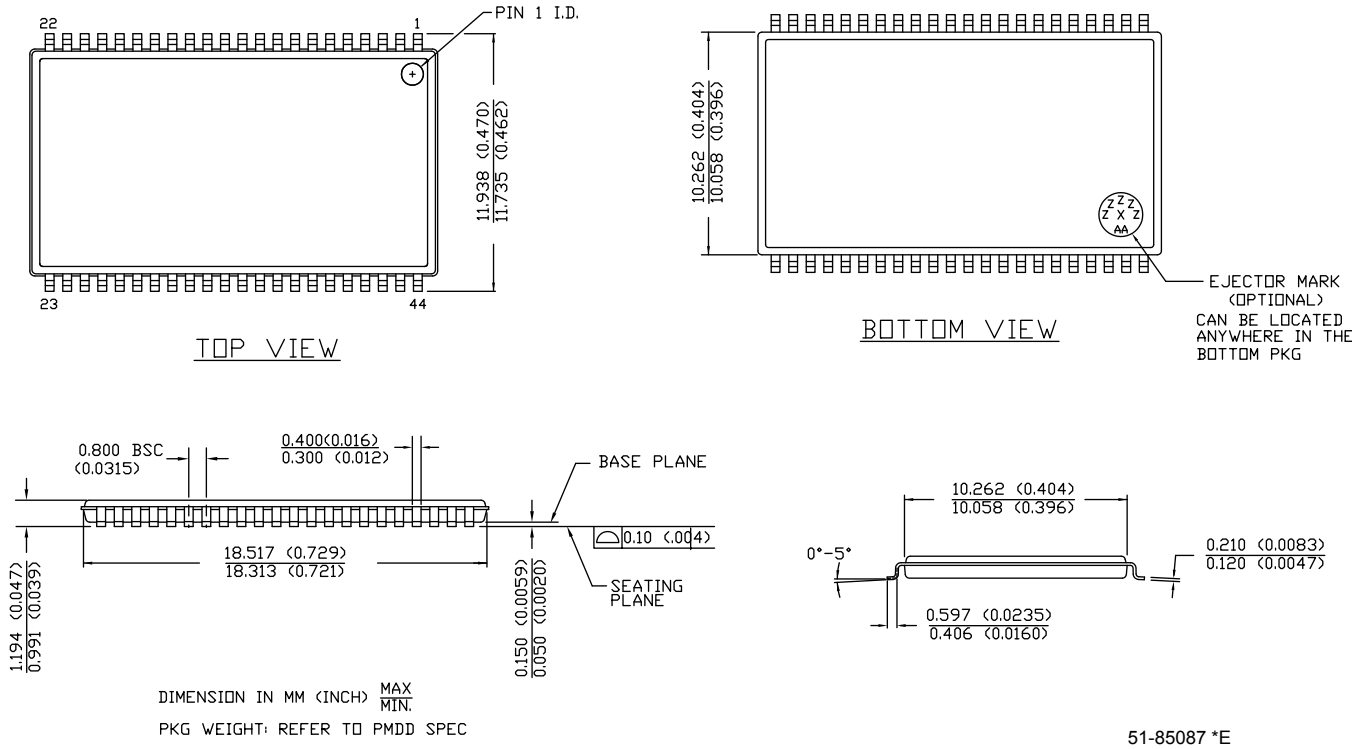 22
1
PIN 1 I.D.
11.938 (0.470)
11.735 (0.462)
23
44
TOP VIEW
10.262 (0.404)
10.058 (0.396)
Z Z Z
Z X Z
AA
EJECTOR MARK
(OPTIONAL)
CAN BE LOCATED
ANYWHERE IN THE
BOTTOM PKG
BOTTOM VIEW
0.800 BSC
(0.0315)
0.400(0.016)
0.300 (0.012)
BASE PLANE
0.10 (.004)
18.517 (0.729)
18.313 (0.721)
SEATING
PLANE
1.194 (0.047)
0.991 (0.039)
0.150 (0.0059)
0.050 (0.0020)
10.262 (0.404)
10.058 (0.396)
0°-5°
0.210 (0.0083)
0.120 (0.0047)
0.597 (0.0235)
0.406 (0.0160)
DIMENSION IN MM (INCH) MAX
MIN.
PKG WEIGHT: REFER TO PMDD SPEC
51-85087 *E